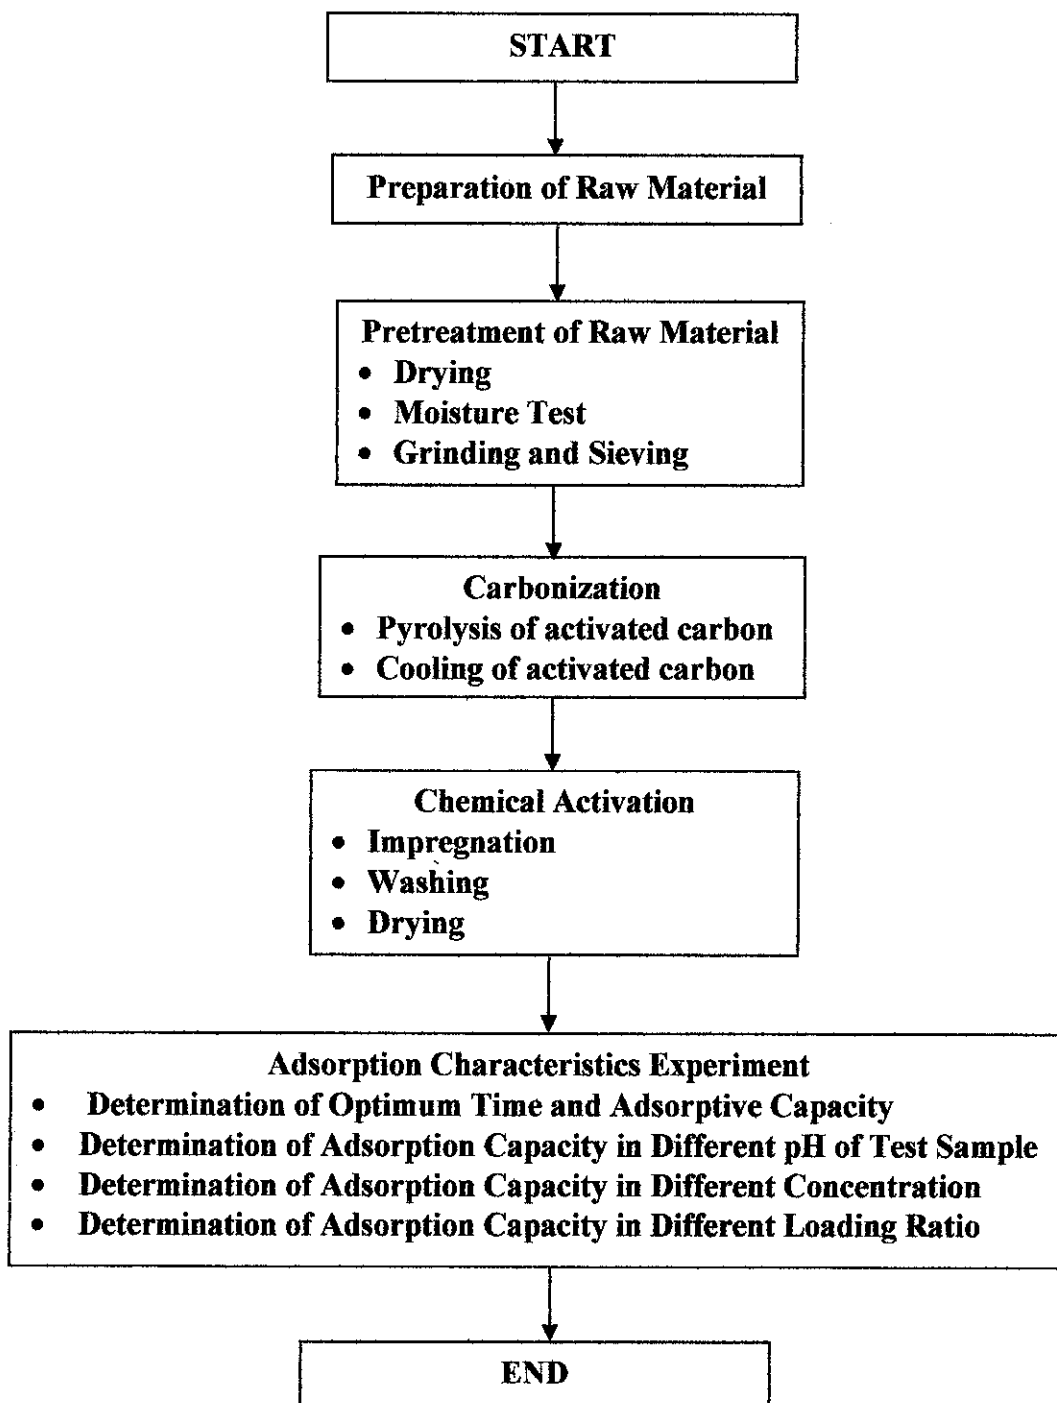 START
Preparation of Raw Material
Pretreatment of Raw Material
• Drying
• Moisture Test
• Grinding and Sieving
Carbonization
• Pyrolysis of activated carbon
• Cooling of activated carbon
Chemical Activation
• Impregnation
• Washing
• Drying
Adsorption Characteristics Experiment
• Determination of Optimum Time and Adsorptive Capacity
• Determination of Adsorption Capacity in Different pH of Test Sample
• Determination of Adsorption Capacity in Different Concentration
• Determination of Adsorption Capacity in Different Loading Ratio
END